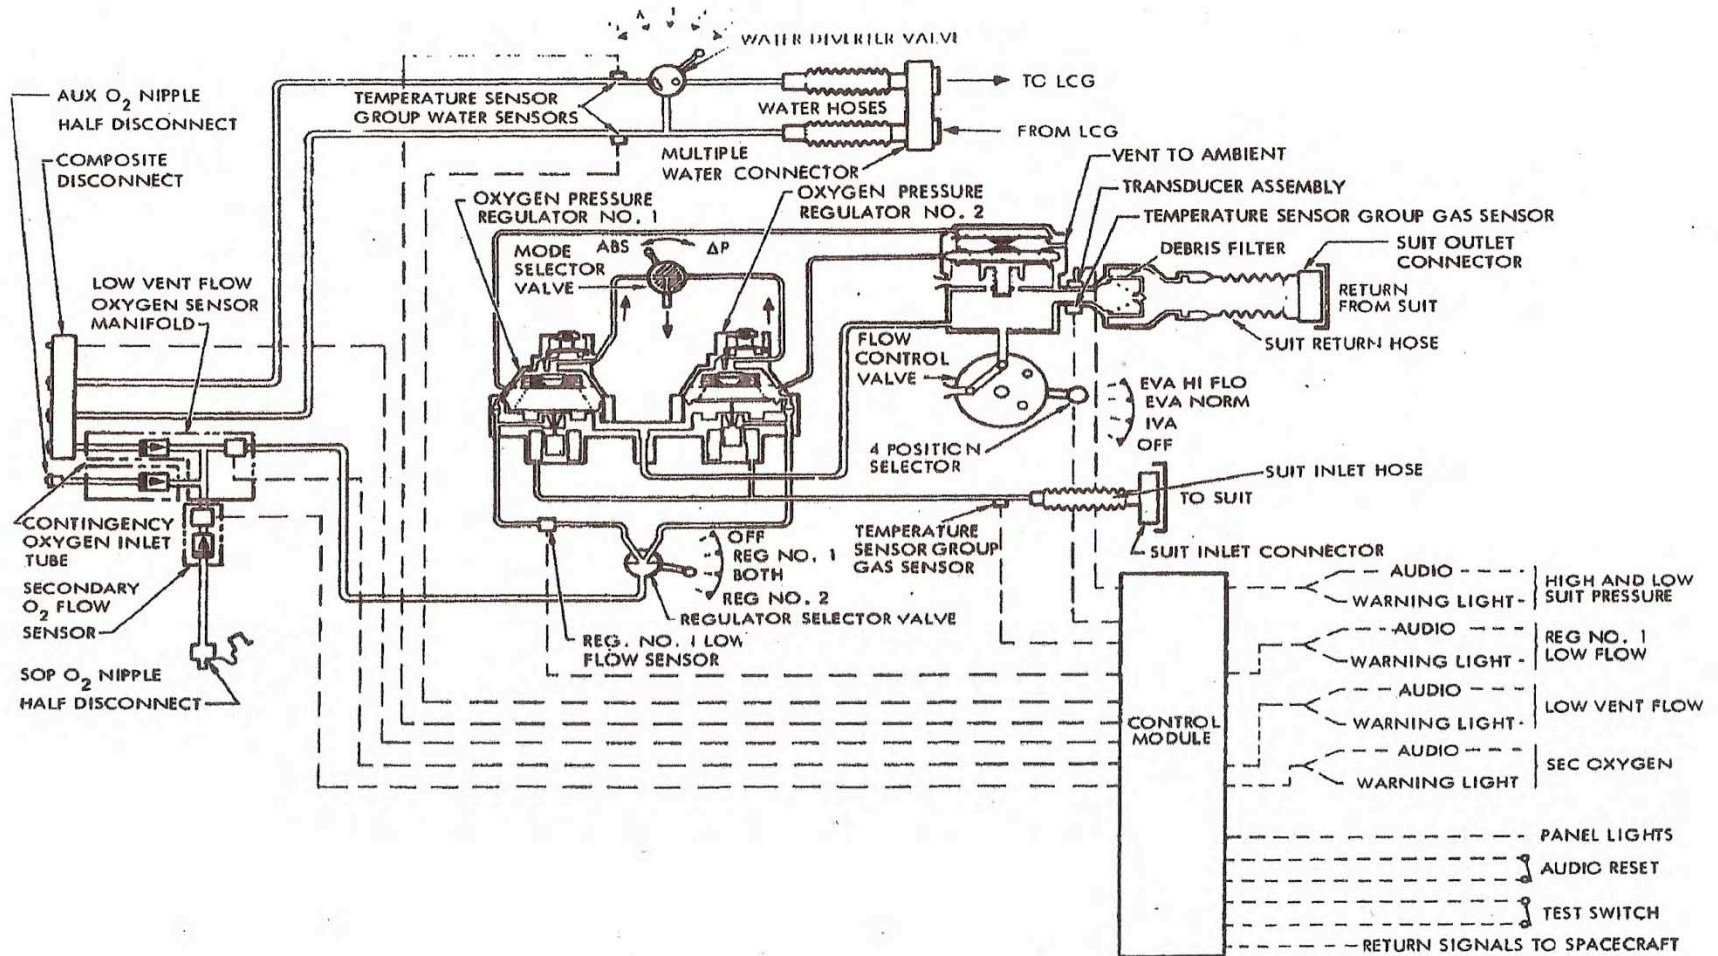 WATER DIVERTER VALVE
TO LCG
AUX O2 NIPPLE
HALF DISCONNECT
TEMPERATURE SENSOR
GROUP WATER SENSORS
WATER HOSES
FROM LCG
COMPOSITE
DISCONNECT
MULTIPLE
WATER CONNECTOR
VENT TO AMBIENT
TRANSDUCER ASSEMBLY
TEMPERATURE SENSOR GROUP GAS SENSOR
OXYGEN PRESSURE
REGULATOR NO. 1
OXYGEN PRESSURE
REGULATOR NO. 2
ABS
ΔP
MODE
SELECTOR
VALVE
DEBRIS FILTER
SUIT OUTLET
CONNECTOR
RETURN
FROM SUIT
SUIT RETURN HOSE
LOW VENT FLOW
OXYGEN SENSOR
MANIFOLD
FLOW
CONTROL
VALVE
EVA HI FLO
EVA NORM
IVA
OFF
4 POSITION
SELECTOR
SUIT INLET HOSE
TO SUIT
SUIT INLET CONNECTOR
TEMPERATURE
SENSOR GROUP
GAS SENSOR
CONTINGENCY
OXYGEN INLET
TUBE
SECONDARY
O2 FLOW
SENSOR
OFF
REG NO. 1
BOTH
REG NO. 2
REGULATOR SELECTOR VALVE
REG. NO. 1 LOW
FLOW SENSOR
SOP O2 NIPPLE
HALF DISCONNECT
CONTROL
MODULE
AUDIO
WARNING LIGHT
HIGH AND LOW
SUIT PRESSURE
AUDIO
WARNING LIGHT
REG NO. 1
LOW FLOW
AUDIO
WARNING LIGHT
LOW VENT FLOW
AUDIO
WARNING LIGHT
SEC OXYGEN
PANEL LIGHTS
AUDIO RESET
TEST SWITCH
RETURN SIGNALS TO SPACECRAFT